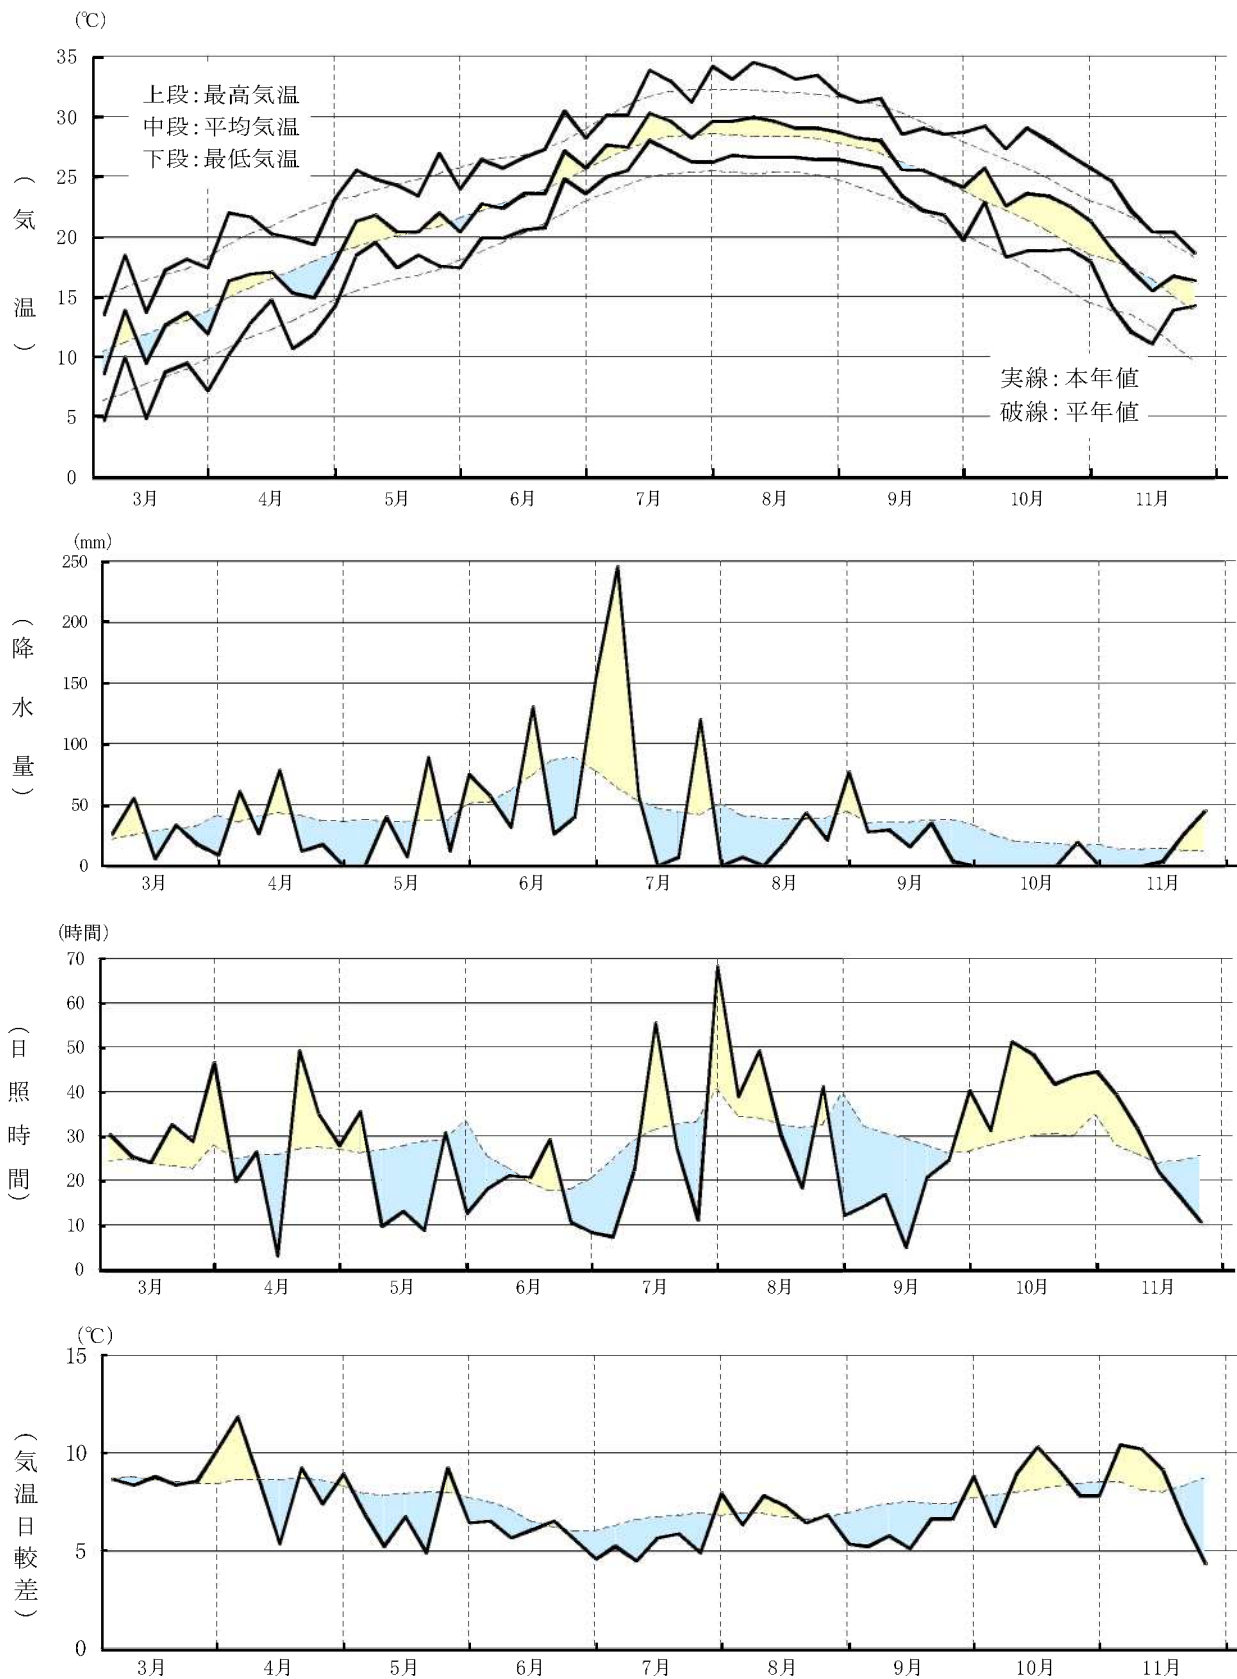 (℃)
35
30
25
20
15
10
5
0
上段:最高気温
中段:平均気温
下段:最低気温
実線:本年値
破線:平年値
(気温)
3月 4月 5月 6月 7月 8月 9月 10月 11月
(mm)
250
200
150
100
50
0
(降水量)
3月 4月 5月 6月 7月 8月 9月 10月 11月
(時間)
70
60
50
40
30
20
10
0
(日照時間)
3月 4月 5月 6月 7月 8月 9月 10月 11月
(℃)
15
10
5
0
(気温日較差)
3月 4月 5月 6月 7月 8月 9月 10月 11月